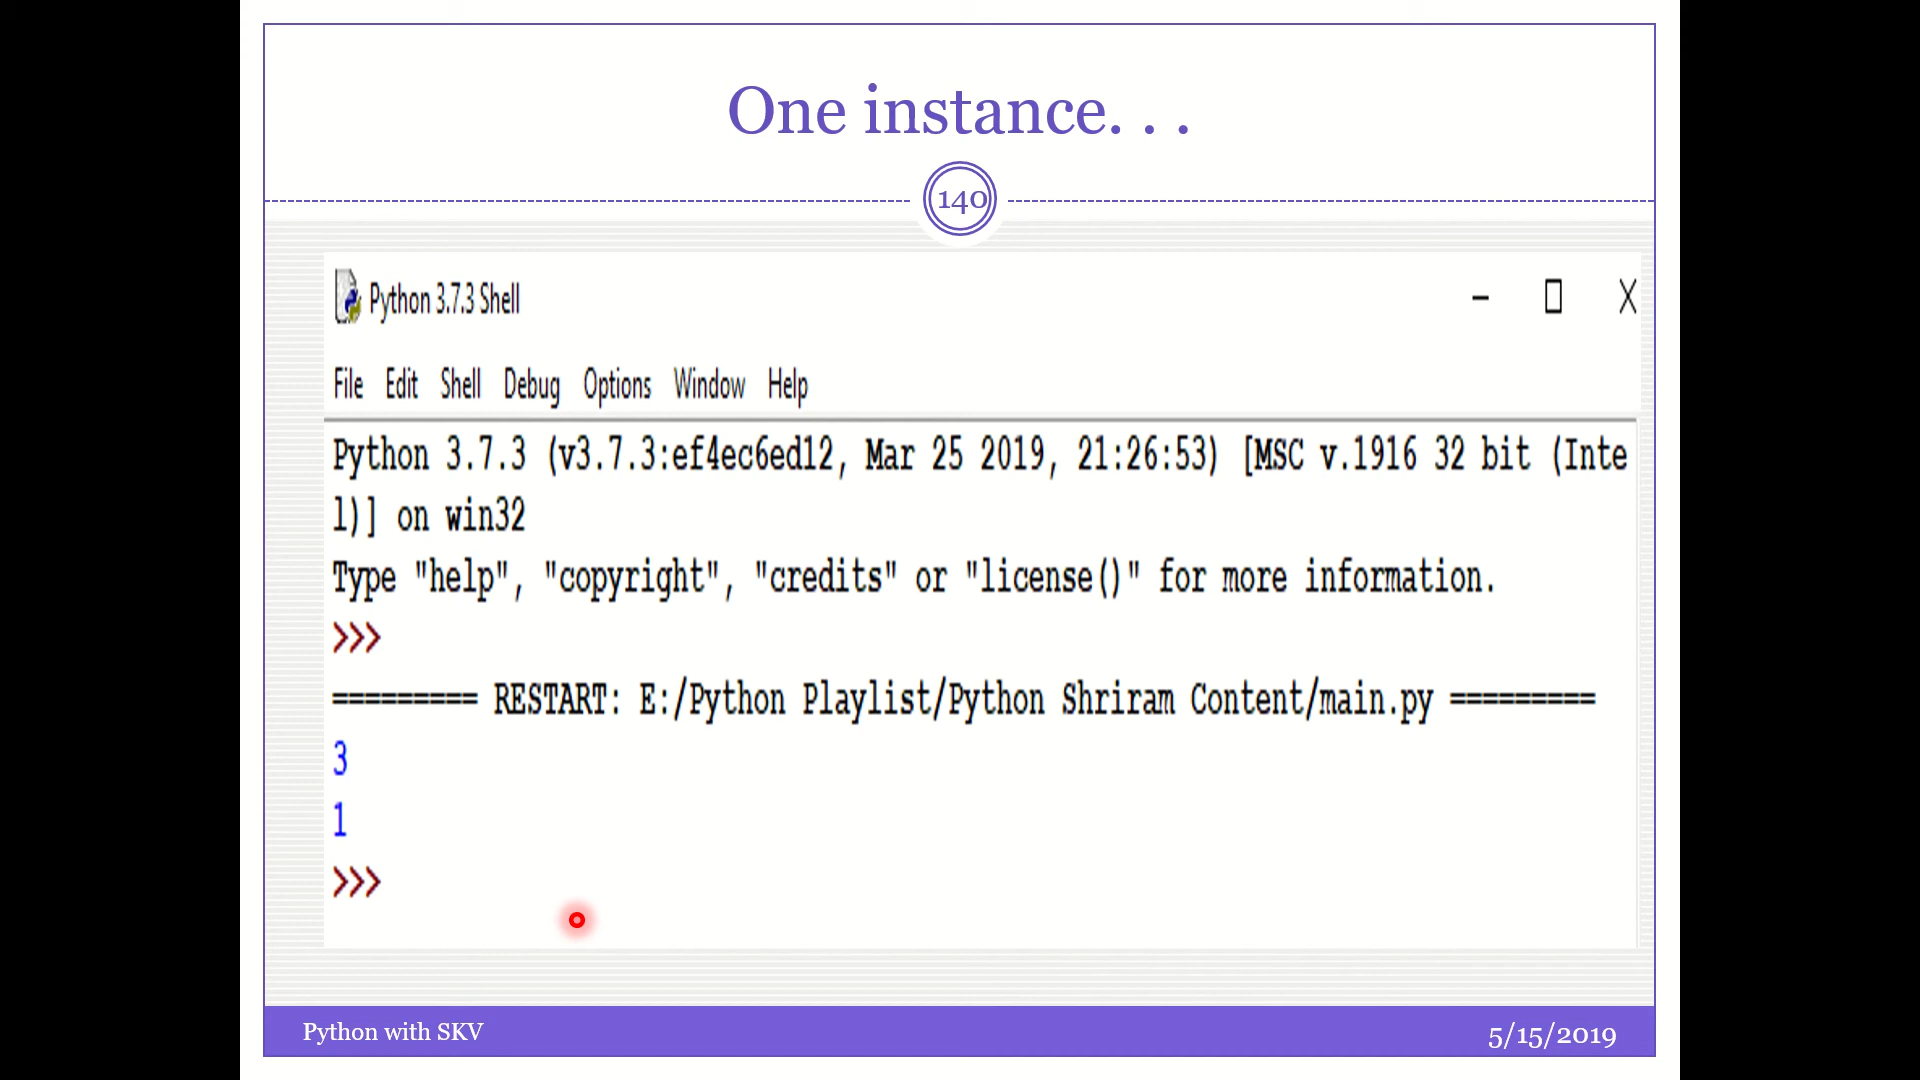 One instance. . .
140
Python 3.7.3 Shell
File Edit Shell Debug Options Window Help
Python 3.7.3 (v3.7.3:ef4ec6ed12, Mar 25 2019, 21:26:53) [MSC v.1916 32 bit (Inte
l)] on win32
Type "help", "copyright", "credits" or "license()" for more information.
>>>
========= RESTART: E:/Python Playlist/Python Shriram Content/main.py =========
3
1
>>>
Python with SKV
5/15/2019